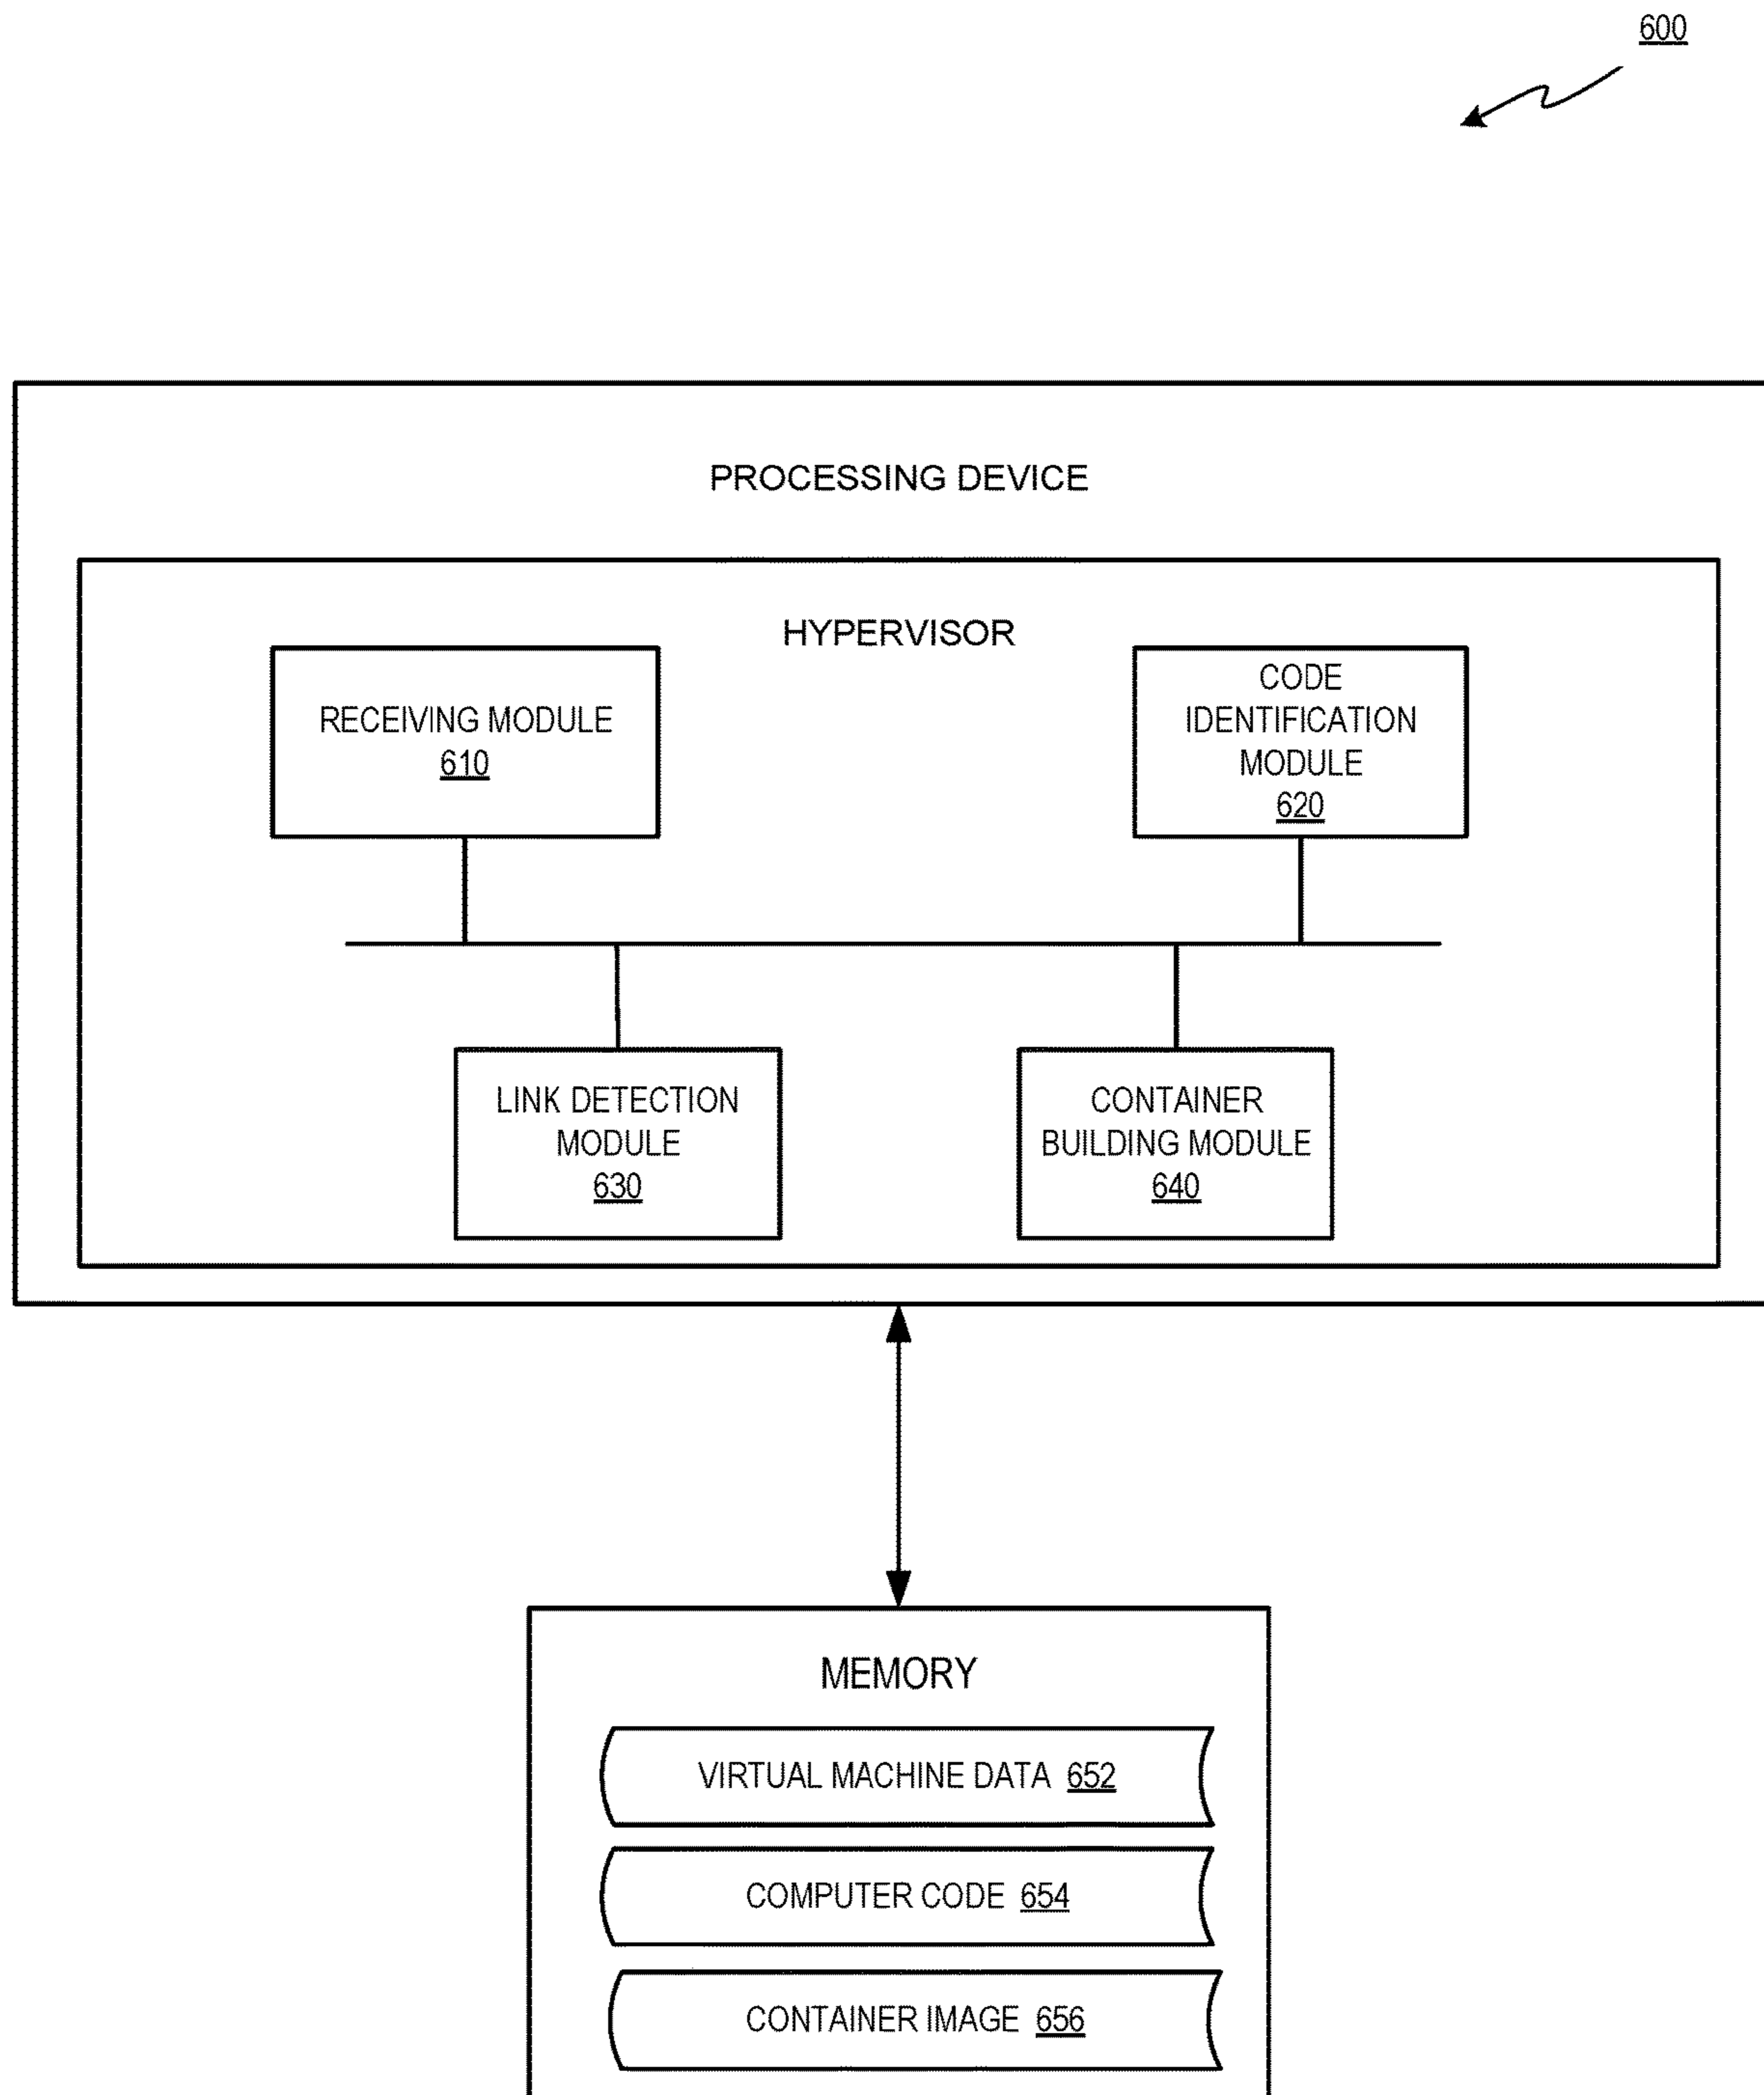 600
PROCESSING DEVICE
HYPERVISOR
RECEIVING MODULE
610
CODE
IDENTIFICATION
MODULE
620
LINK DETECTION
MODULE
630
CONTAINER
BUILDING MODULE
640
MEMORY
VIRTUAL MACHINE DATA 652
COMPUTER CODE 654
CONTAINER IMAGE 656